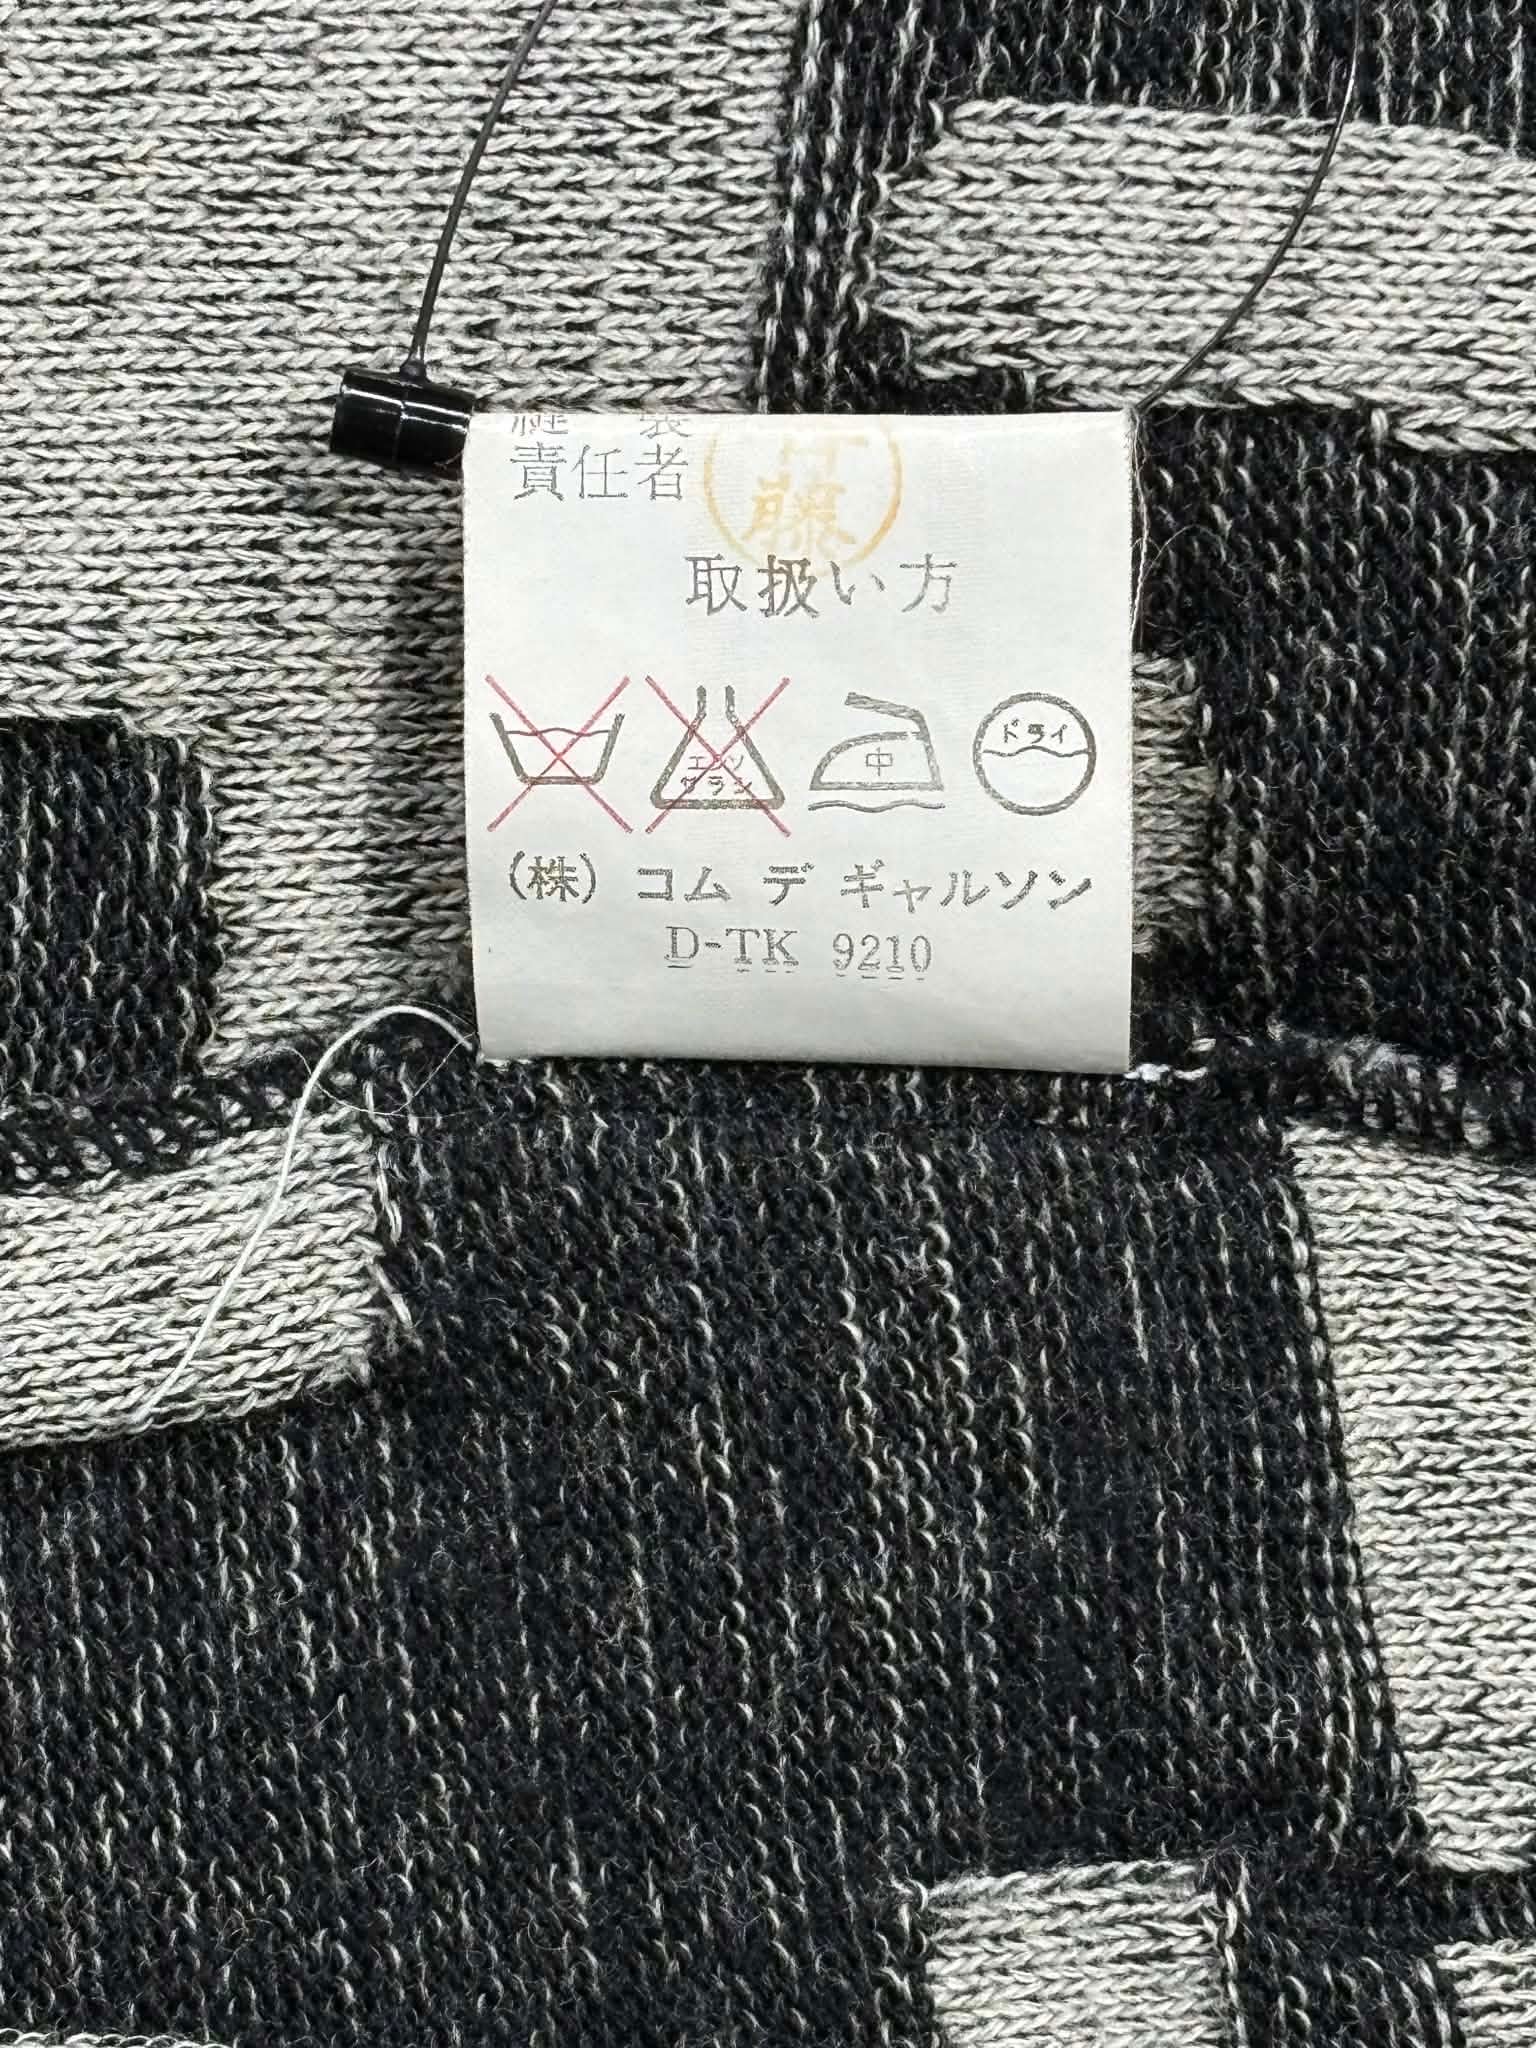 縫製
責任者
藤
取扱い方
エンソ
サラシ
中
ドライ
(株) コム デ ギャルソン
D-TK 9210